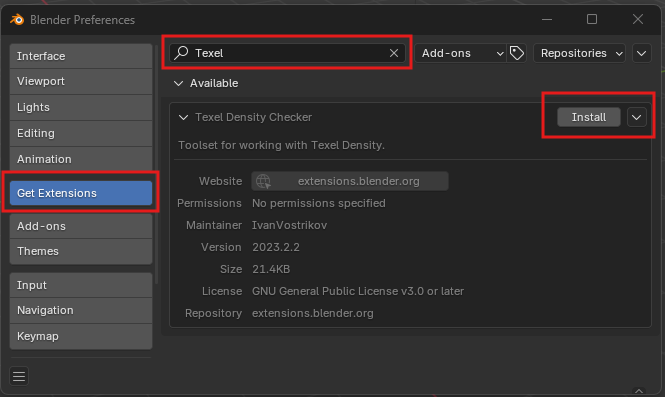 Blender Preferences
Interface
Viewport
Lights
Editing
Animation
Get Extensions
Add-ons
Themes
Input
Navigation
Keymap
Texel
Add-ons
Repositories
Available
Texel Density Checker
Install
Toolset for working with Texel Density.
Website extensions.blender.org
Permissions No permissions specified
Maintainer IvanVostrikov
Version 2023.2.2
Size 21.4KB
License GNU General Public License v3.0 or later
Repository extensions.blender.org